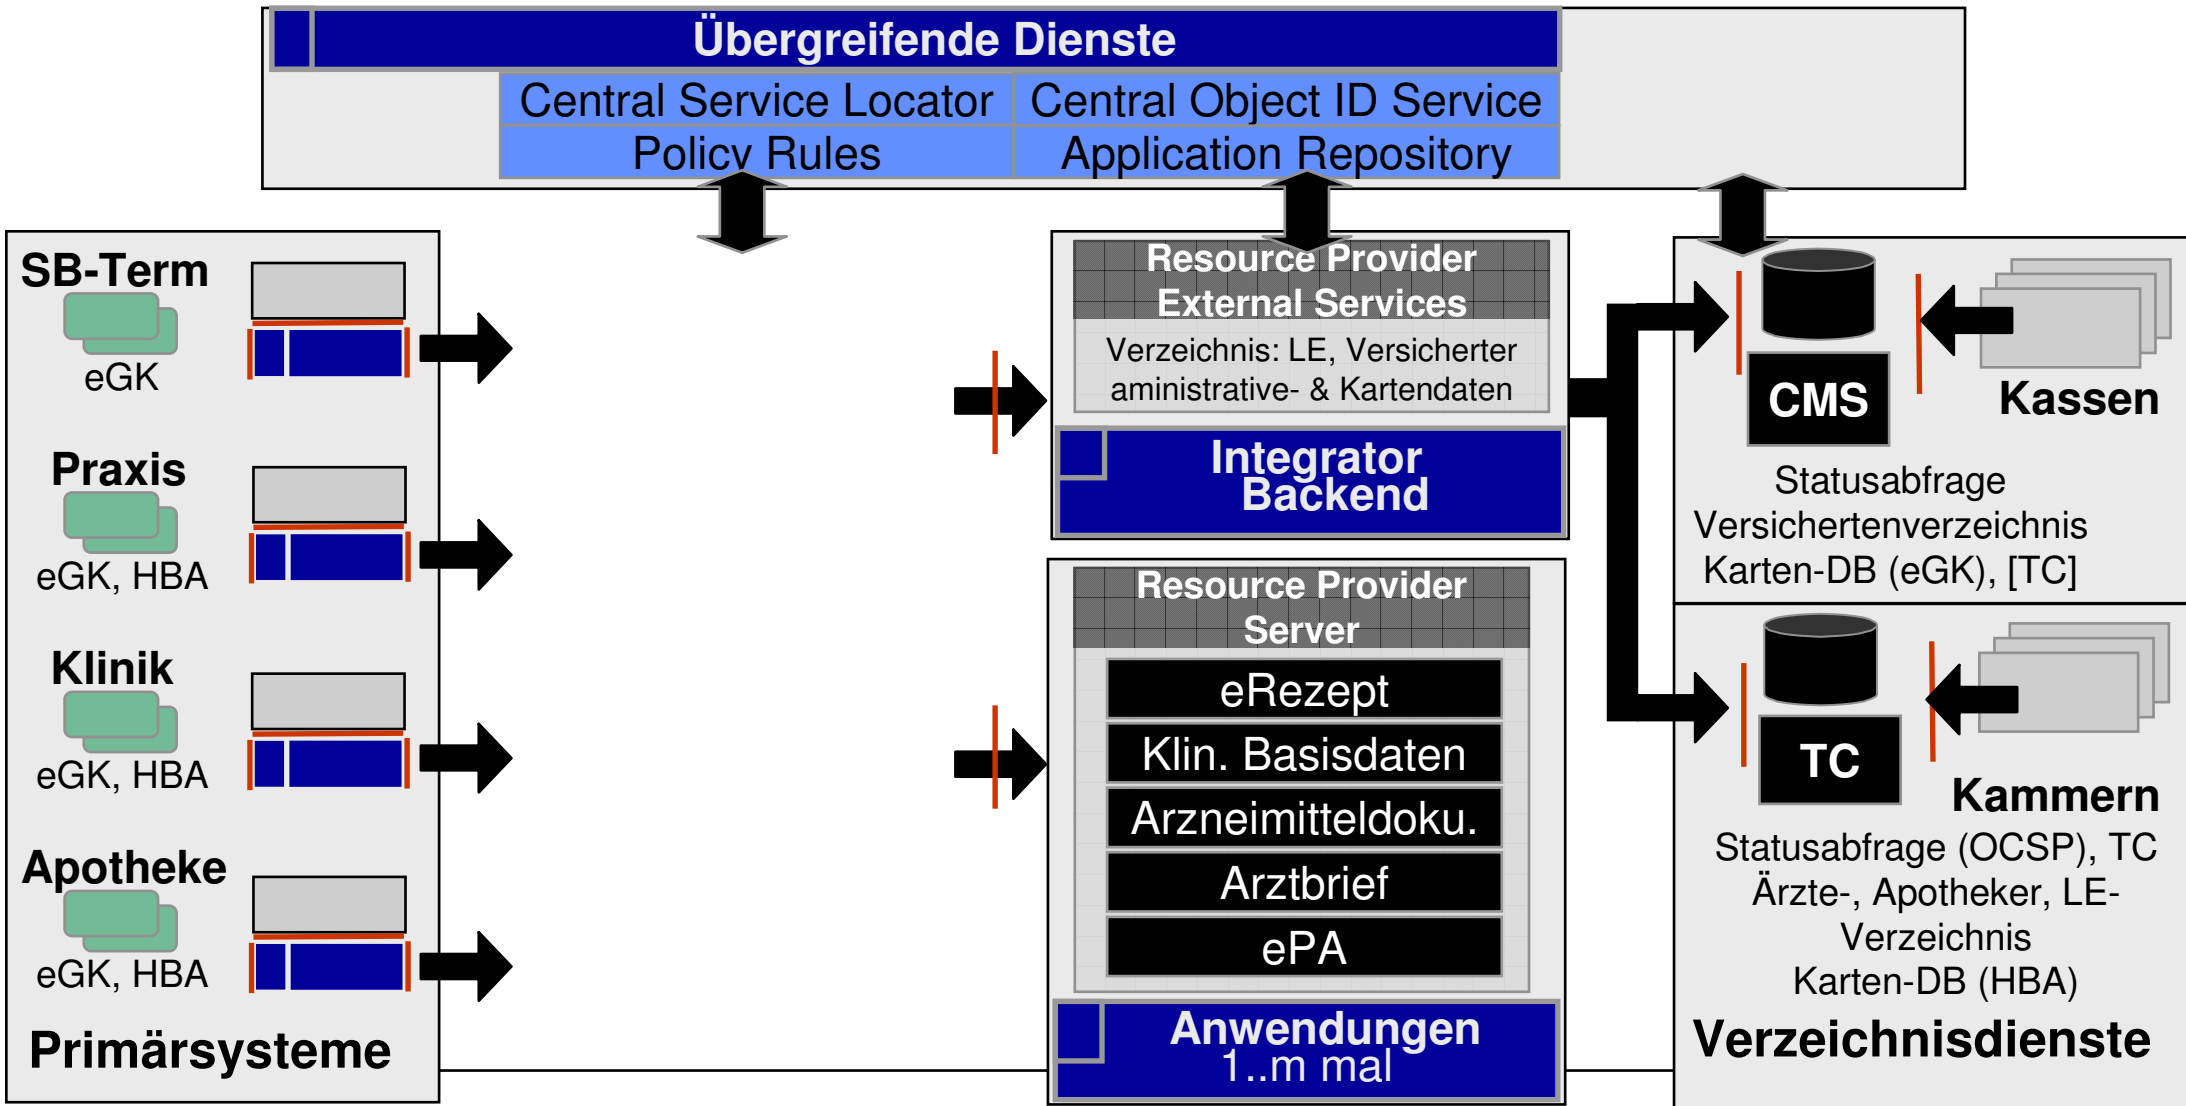 Übergreifende Dienste
Central Service Locator
Central Object ID Service
Policy Rules
Application Repository
SB-Term
eGK
Praxis
eGK, HBA
Klinik
eGK, HBA
Apotheke
eGK, HBA
Primärsysteme
Resource Provider
External Services
Verzeichnis: LE, Versicherter
aministrative- & Kartendaten
Integrator
Backend
Resource Provider
Server
eRezept
Klin. Basisdaten
Arzneimitteldoku.
Arztbrief
ePA
Anwendungen
1..m mal
CMS
Kassen
Statusabfrage
Versichertenverzeichnis
Karten-DB (eGK), [TC]
TC
Kammern
Statusabfrage (OCSP), TC
Ärzte-, Apotheker, LE-
Verzeichnis
Karten-DB (HBA)
Verzeichnisdienste